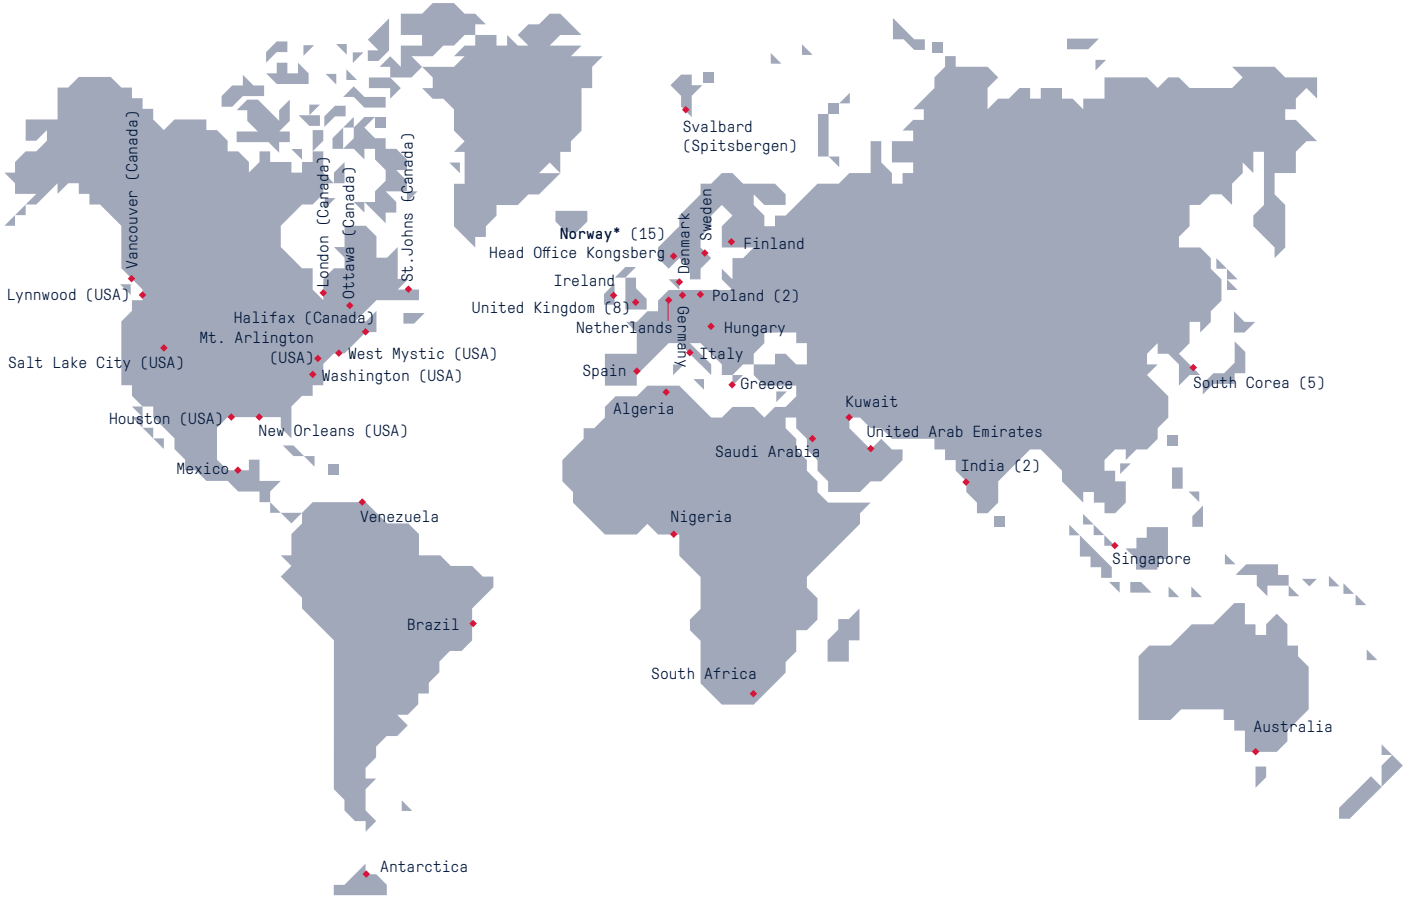 Vancouver (Canada)
London (Canada)
Ottawa (Canada)
St.Johns (Canada)
Lynnwood (USA)
Halifax (Canada)
Mt. Arlington
(USA)
Salt Lake City (USA)
West Mystic (USA)
Washington (USA)
Houston (USA)
New Orleans (USA)
Mexico
Venezuela
Brazil
Antarctica
Svalbard
(Spitsbergen)
Norway* (15)
Head Office Kongsberg
Denmark
Sweden
Finland
Ireland
United Kingdom (8)
Netherlands
Germany
Poland (2)
Hungary
Italy
Spain
Greece
Algeria
Kuwait
United Arab Emirates
Saudi Arabia
India (2)
South Corea (5)
Nigeria
Singapore
South Africa
Australia